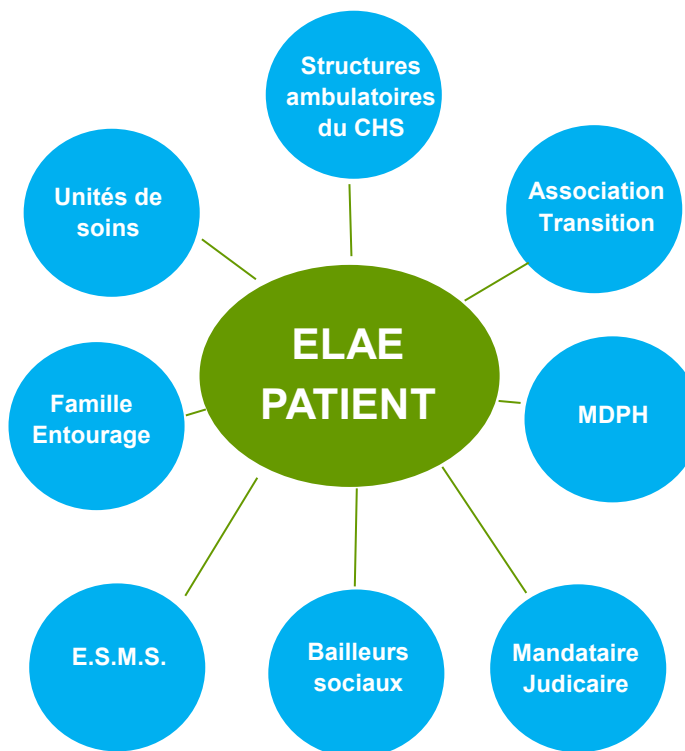 Structures
ambulatoires
du CHS
Unités de
soins
Association
Transition
ELAE
PATIENT
Famille
Entourage
MDPH
E.S.M.S.
Bailleurs
sociaux
Mandataire
Judicaire